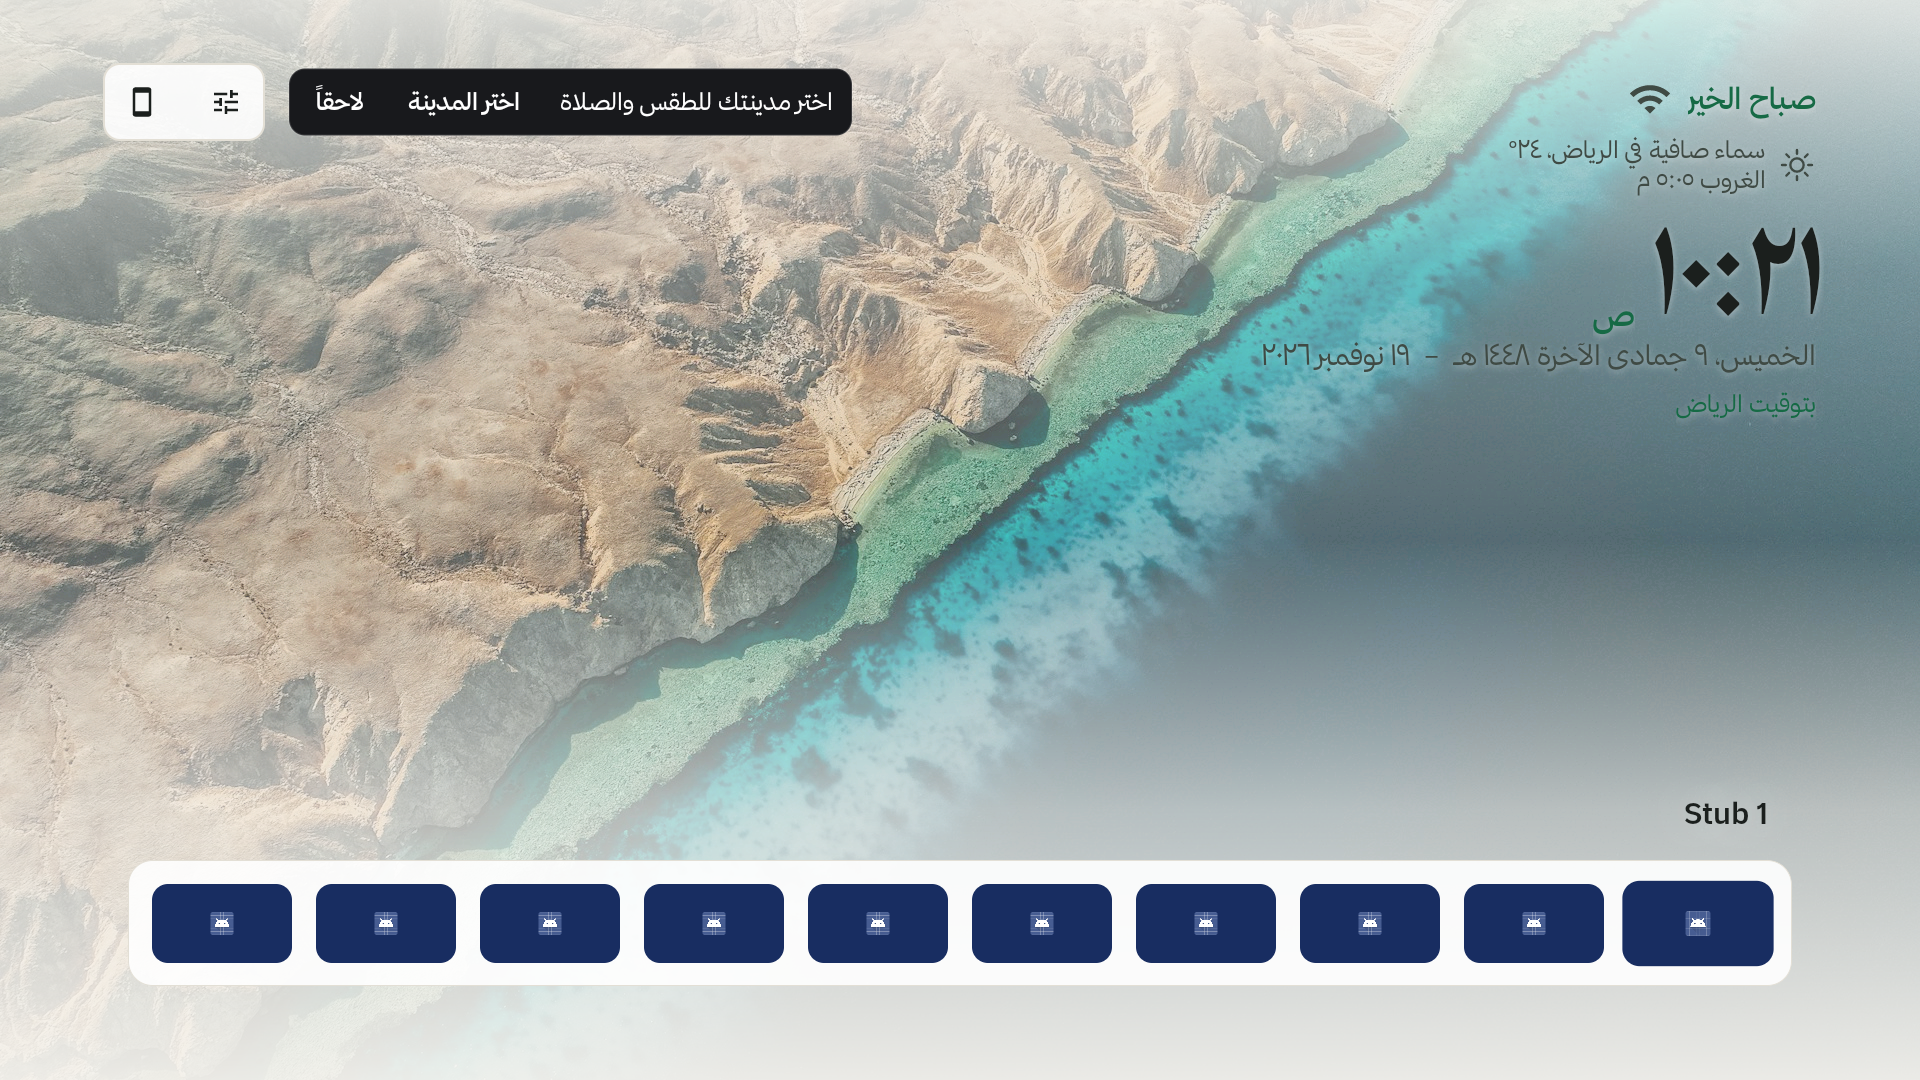 صباح الخير
سماء صافية في الرياض، ٢٤°
الغروب ٥:٠٥ م
١٠:٢١ ص
الخميس، ٩ جمادى الآخرة ١٤٤٨ هـ – ١٩ نوفمبر ٢٠٢٦
بتوقيت الرياض
اختر مدينتك للطقس والصلاة اختر المدينة لاحقاً
Stub 1